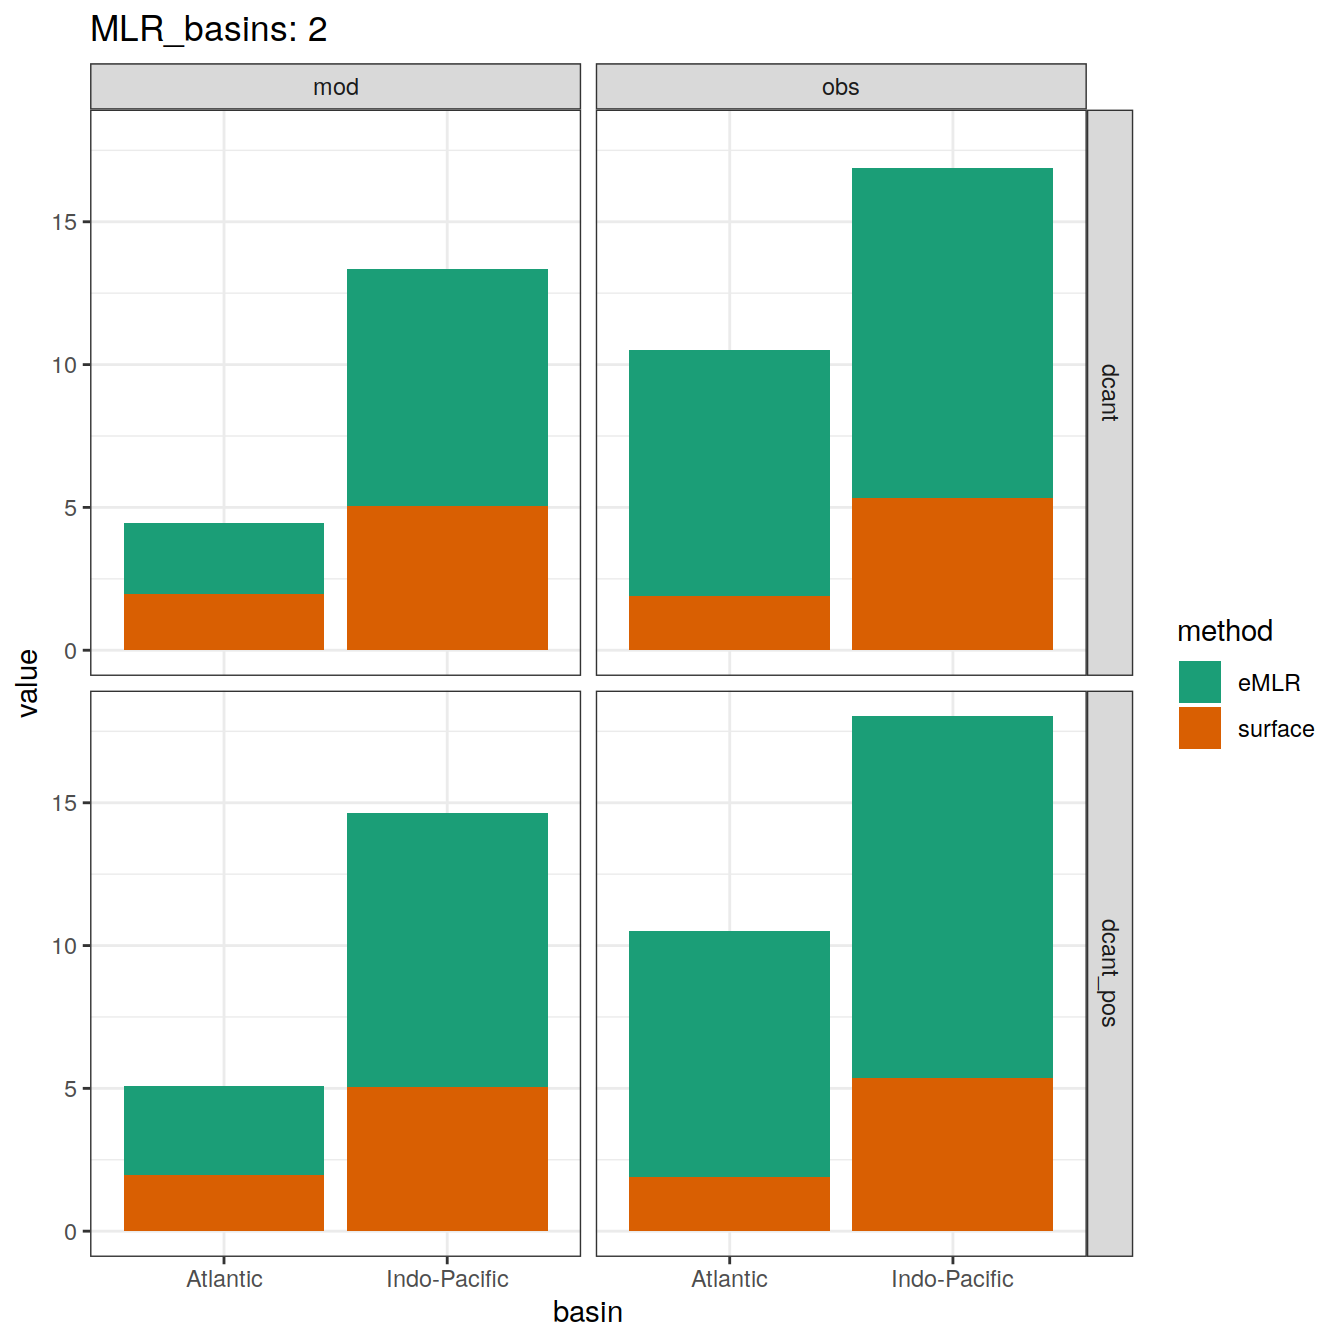 MLR_basins: 2
mod
obs
15
10
5
0
dcant
15
10
5
0
dcant_pos
value
Atlantic
Indo-Pacific
Atlantic
Indo-Pacific
basin
method
eMLR
surface